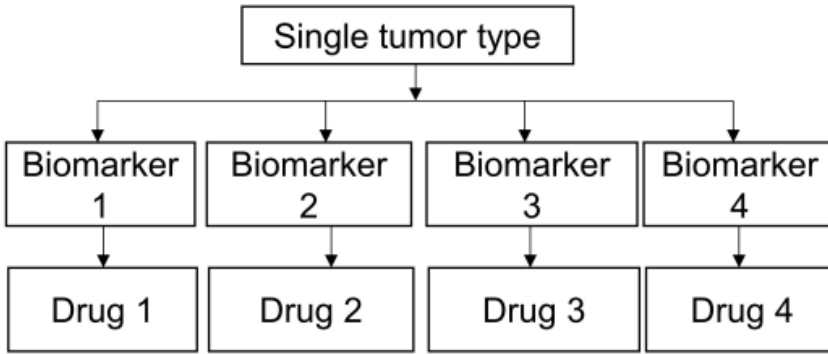 Single tumor type
Biomarker
1
Biomarker
2
Biomarker
3
Biomarker
4
Drug 1
Drug 2
Drug 3
Drug 4